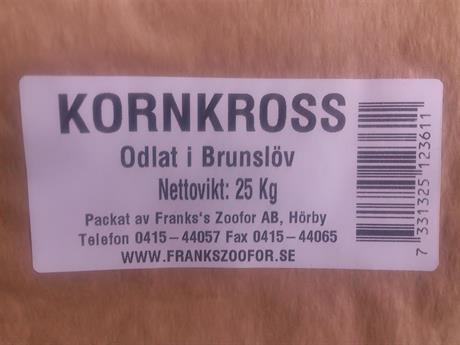 KORNKROSS
Odlat i Brunslöv
Nettovikt: 25 Kg
Packat av Franks's Zoofor AB, Hörby
Telefon 0415-44057 Fax 0415-44065
WWW.FRANKSZOOFOR.SE
7 331325 123611